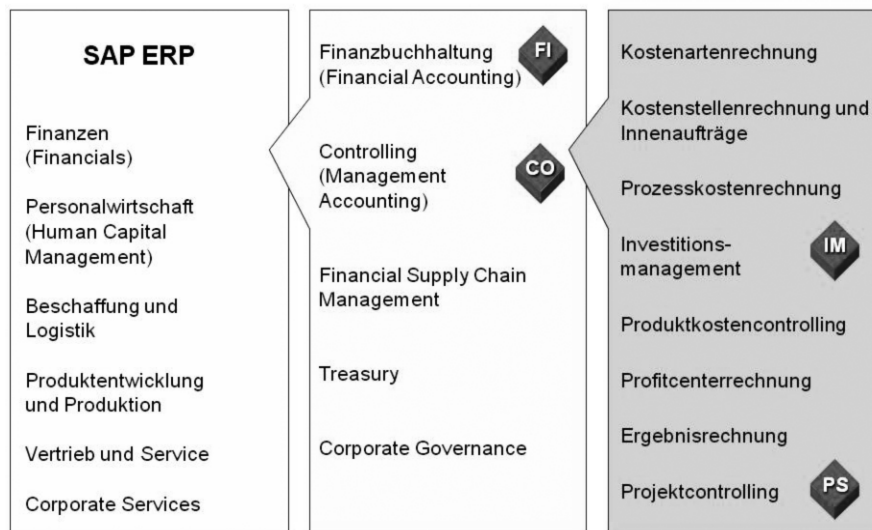 SAP ERP
Finanzen
(Financials)
Personalwirtschaft
(Human Capital
Management)
Beschaffung und
Logistik
Produktentwicklung
und Produktion
Vertrieb und Service
Corporate Services
Finanzbuchhaltung
(Financial Accounting)
FI
Controlling
(Management
Accounting)
CO
Financial Supply Chain
Management
Treasury
Corporate Governance
Kostenartenrechnung
Kostenstellenrechnung und
Innenaufträge
Prozesskostenrechnung
Investitions-
management
IM
Produktkostencontrolling
Profitcenterrechnung
Ergebnisrechnung
Projektcontrolling
PS